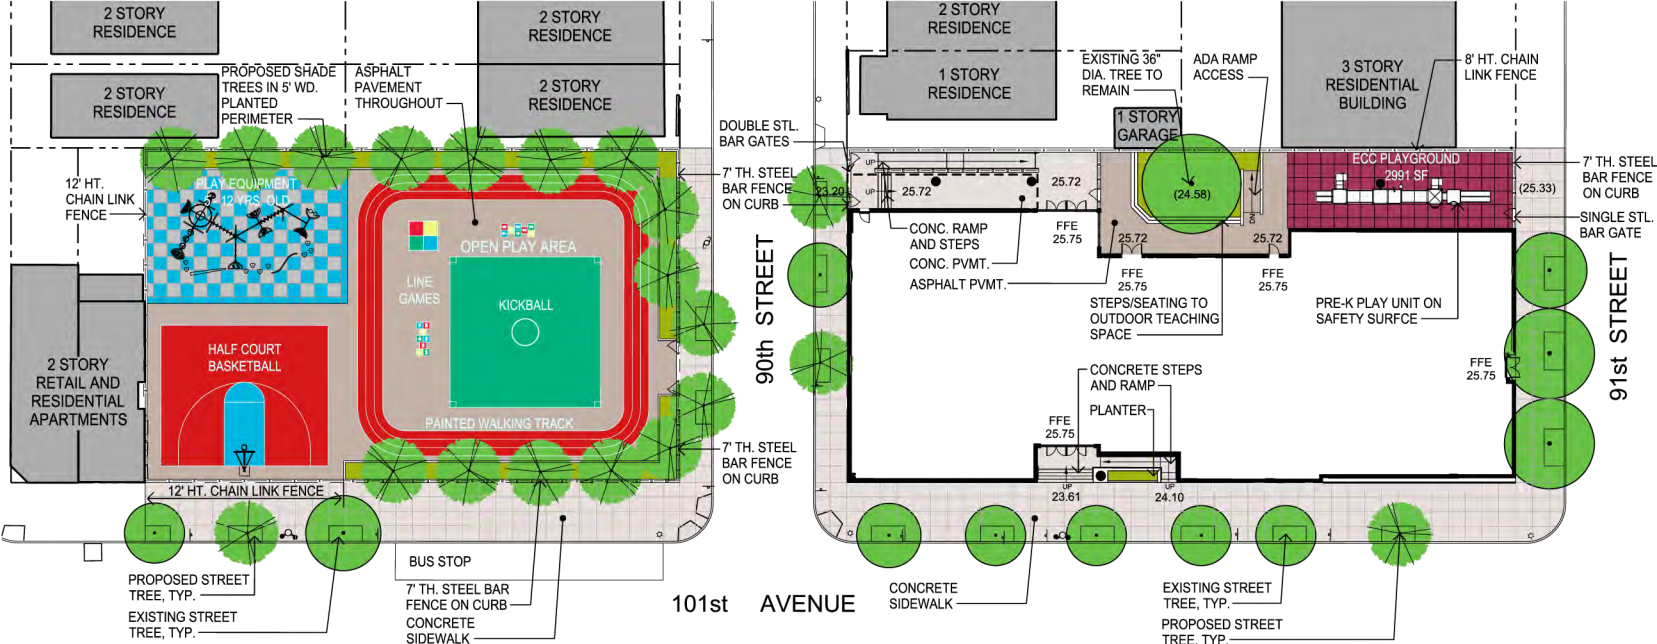 2 STORY
RESIDENCE
2 STORY
RESIDENCE
2 STORY
RESIDENCE
2 STORY
RESIDENCE
PROPOSED SHADE
TREES IN 5' WD.
PLANTED
PERIMETER
ASPHALT
PAVEMENT
THROUGHOUT
12' HT.
CHAIN LINK
FENCE
PLAY EQUIPMENT
12 YRS. OLD
OPEN PLAY AREA
LINE
GAMES
KICKBALL
HALF COURT
BASKETBALL
PAINTED WALKING TRACK
2 STORY
RETAIL AND
RESIDENTIAL
APARTMENTS
12' HT. CHAIN LINK FENCE
PROPOSED STREET
TREE, TYP.
EXISTING STREET
TREE, TYP.
BUS STOP
7' TH. STEEL BAR
FENCE ON CURB
CONCRETE
SIDEWALK
DOUBLE STL.
BAR GATES
7' TH. STEEL
BAR FENCE
ON CURB
90th STREET
7' TH. STEEL
BAR FENCE
ON CURB
101st AVENUE
2 STORY
RESIDENCE
1 STORY
RESIDENCE
EXISTING 36"
DIA. TREE TO
REMAIN
ADA RAMP
ACCESS
1 STORY
GARAGE
3 STORY
RESIDENTIAL
BUILDING
8' HT. CHAIN
LINK FENCE
ECC PLAYGROUND
2991 SF
7' TH. STEEL
BAR FENCE
ON CURB
(25.33)
SINGLE STL.
BAR GATE
23.20
UP
UP
25.72
25.72
(24.58)
DN
CONC. RAMP
AND STEPS
CONC. PVMT.
ASPHALT PVMT.
FFE
25.75
25.72
25.72
FFE
25.75
FFE
25.75
STEPS/SEATING TO
OUTDOOR TEACHING
SPACE
PRE-K PLAY UNIT ON
SAFETY SURFCE
91st STREET
FFE
25.75
CONCRETE STEPS
AND RAMP
PLANTER
FFE
25.75
UP
23.61
UP
24.10
CONCRETE
SIDEWALK
EXISTING STREET
TREE, TYP.
PROPOSED STREET
TREE, TYP.